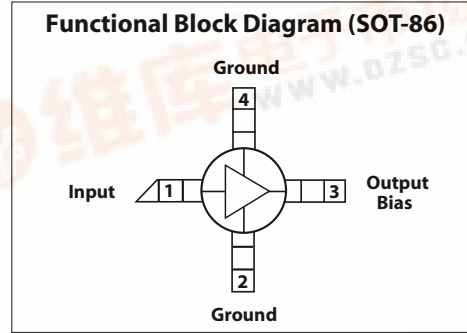 Functional Block Diagram (SOT-86)
Ground
4
Input
1
3
Output
Bias
2
Ground